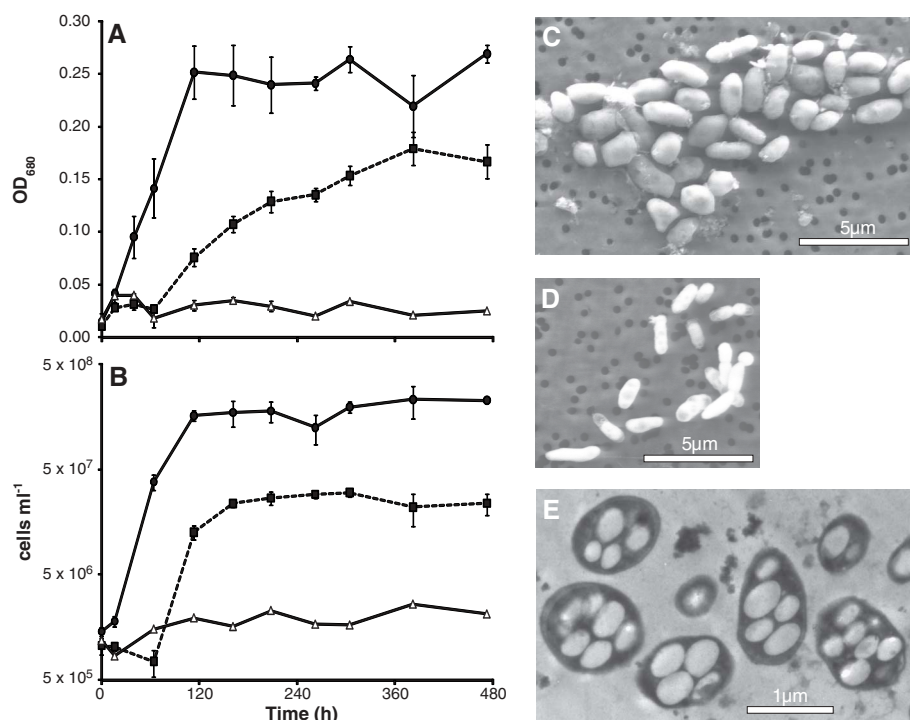 A
0.30
0.25
0.20
0.15
0.10
0.05
0.00
OD680
B
5 x 10^8
5 x 10^7
5 x 10^6
5 x 10^5
cells ml^-1
0
120
240
360
480
Time (h)
C
5µm
D
5µm
E
1µm